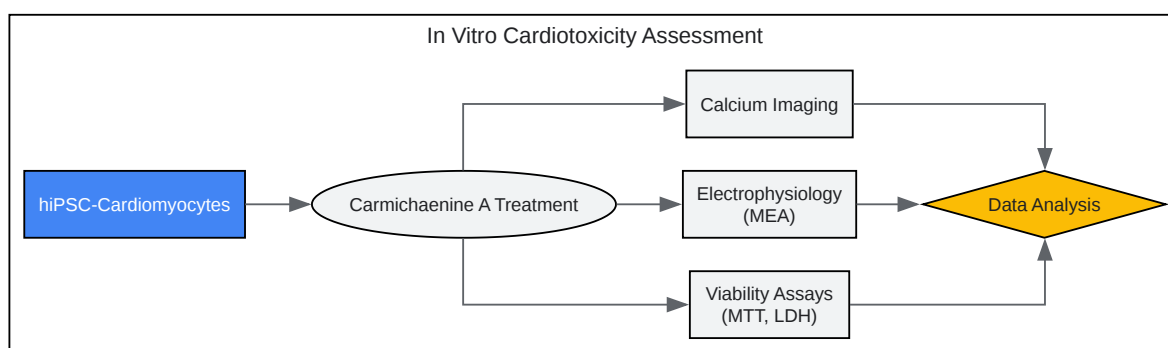 In Vitro Cardiotoxicity Assessment
Calcium Imaging
hiPSC-Cardiomyocytes
Carmichaenine A Treatment
Electrophysiology
(MEA)
Data Analysis
Viability Assays
(MTT, LDH)